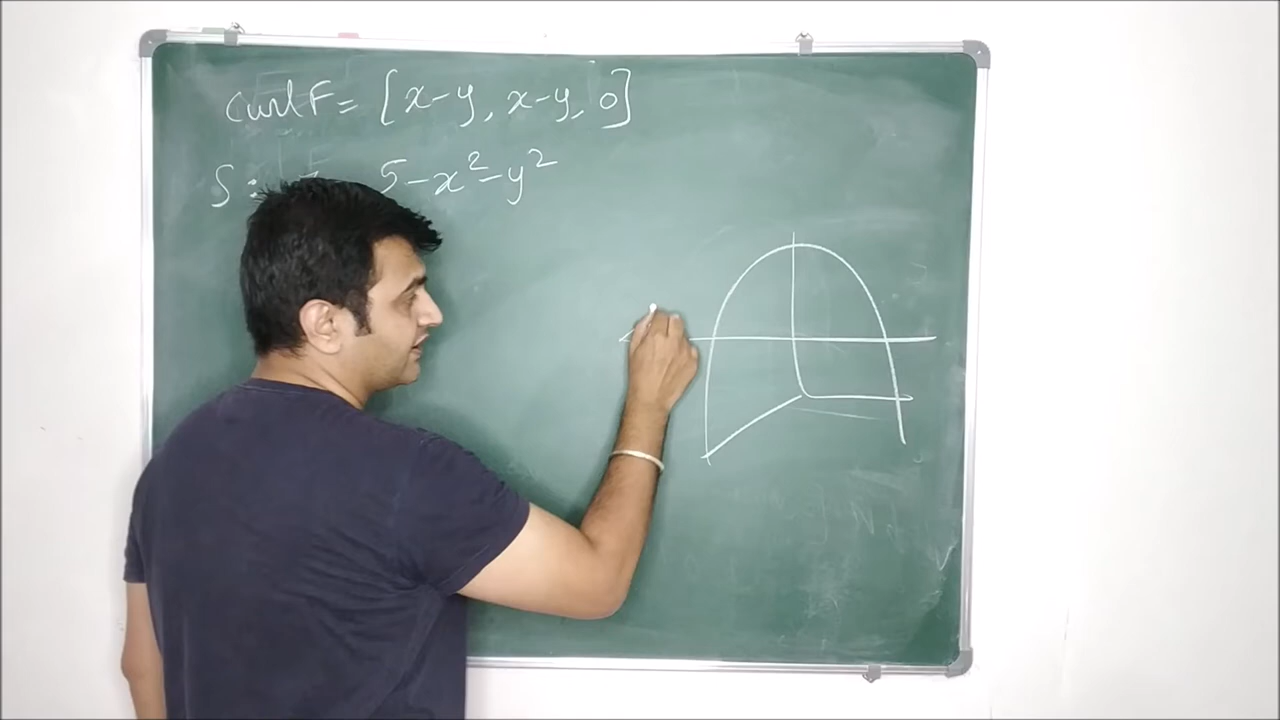 curl F = [x-y, x-y, 0]
S: 5-x²-y²